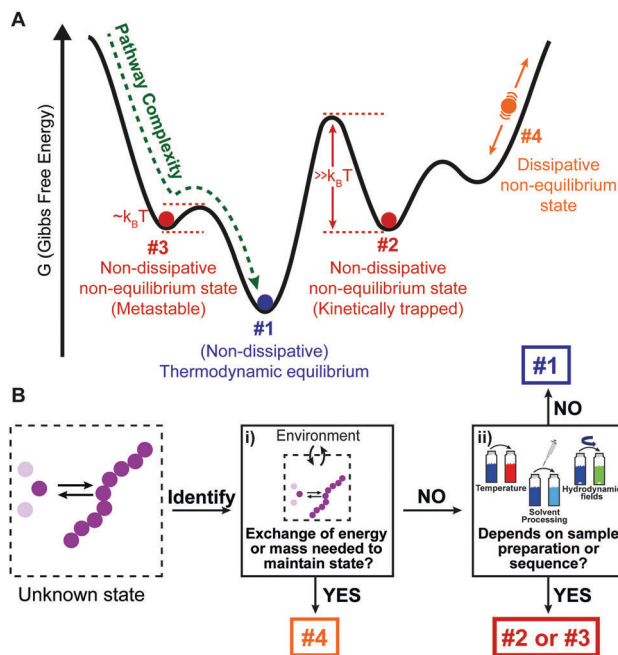 A
G (Gibbs Free Energy)
Pathway Complexity
~kBT
#3
Non-dissipative
non-equilibrium state
(Metastable)
#1
(Non-dissipative)
Thermodynamic equilibrium
>>kBT
#2
Non-dissipative
non-equilibrium state
(Kinetically trapped)
#4
Dissipative
non-equilibrium
state
B
Unknown state
Identify
i)
Environment
Exchange of energy
or mass needed to
maintain state?
YES
#4
NO
ii)
Temperature
Solvent
Processing
Hydrodynamic
fields
Depends on sample
preparation or
sequence?
NO
#1
YES
#2 or #3